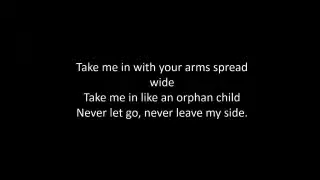 Take me in with your arms spread
wide
Take me in like an orphan child
Never let go, never leave my side.